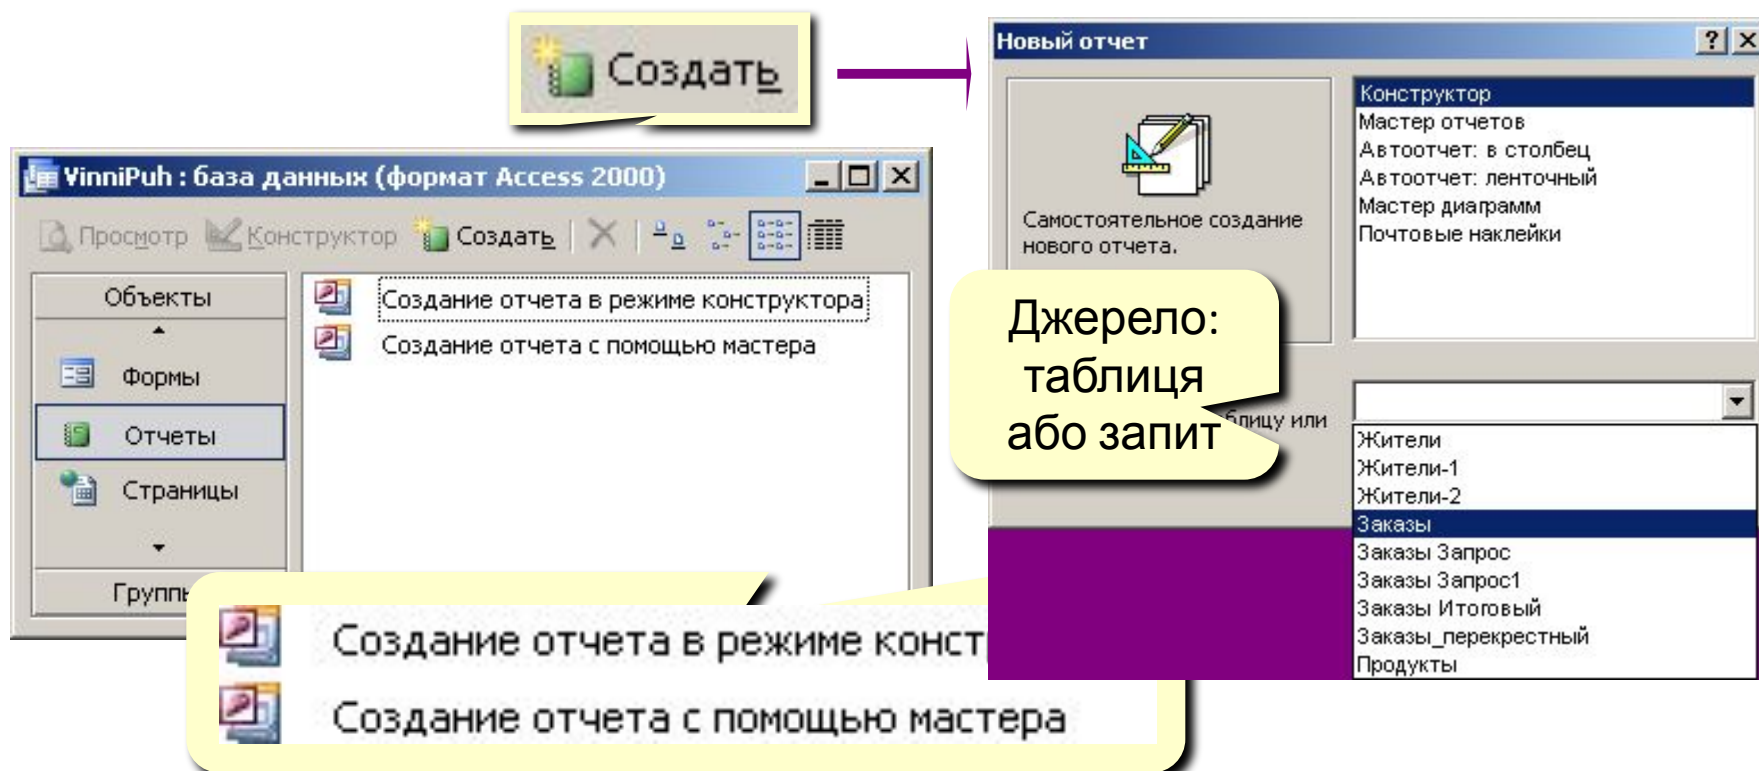 Создать
Новый отчет
Конструктор
Мастер отчетов
Автоотчет: в столбец
Автоотчет: ленточный
Мастер диаграмм
Почтовые наклейки
Самостоятельное создание
нового отчета.
VinniPuh : база данных (формат Access 2000)
Просмотр Конструктор Создать
Объекты
Формы
Отчеты
Страницы
Создание отчета в режиме конструктора
Создание отчета с помощью мастера
Джерело:
таблиця
або запит
или
Жители
Жители-1
Жители-2
Заказы
Заказы Запрос
Заказы Запрос1
Заказы Итоговый
Заказы_перекрестный
Продукты
Создание отчета в режиме
Создание отчета с помощью мастера